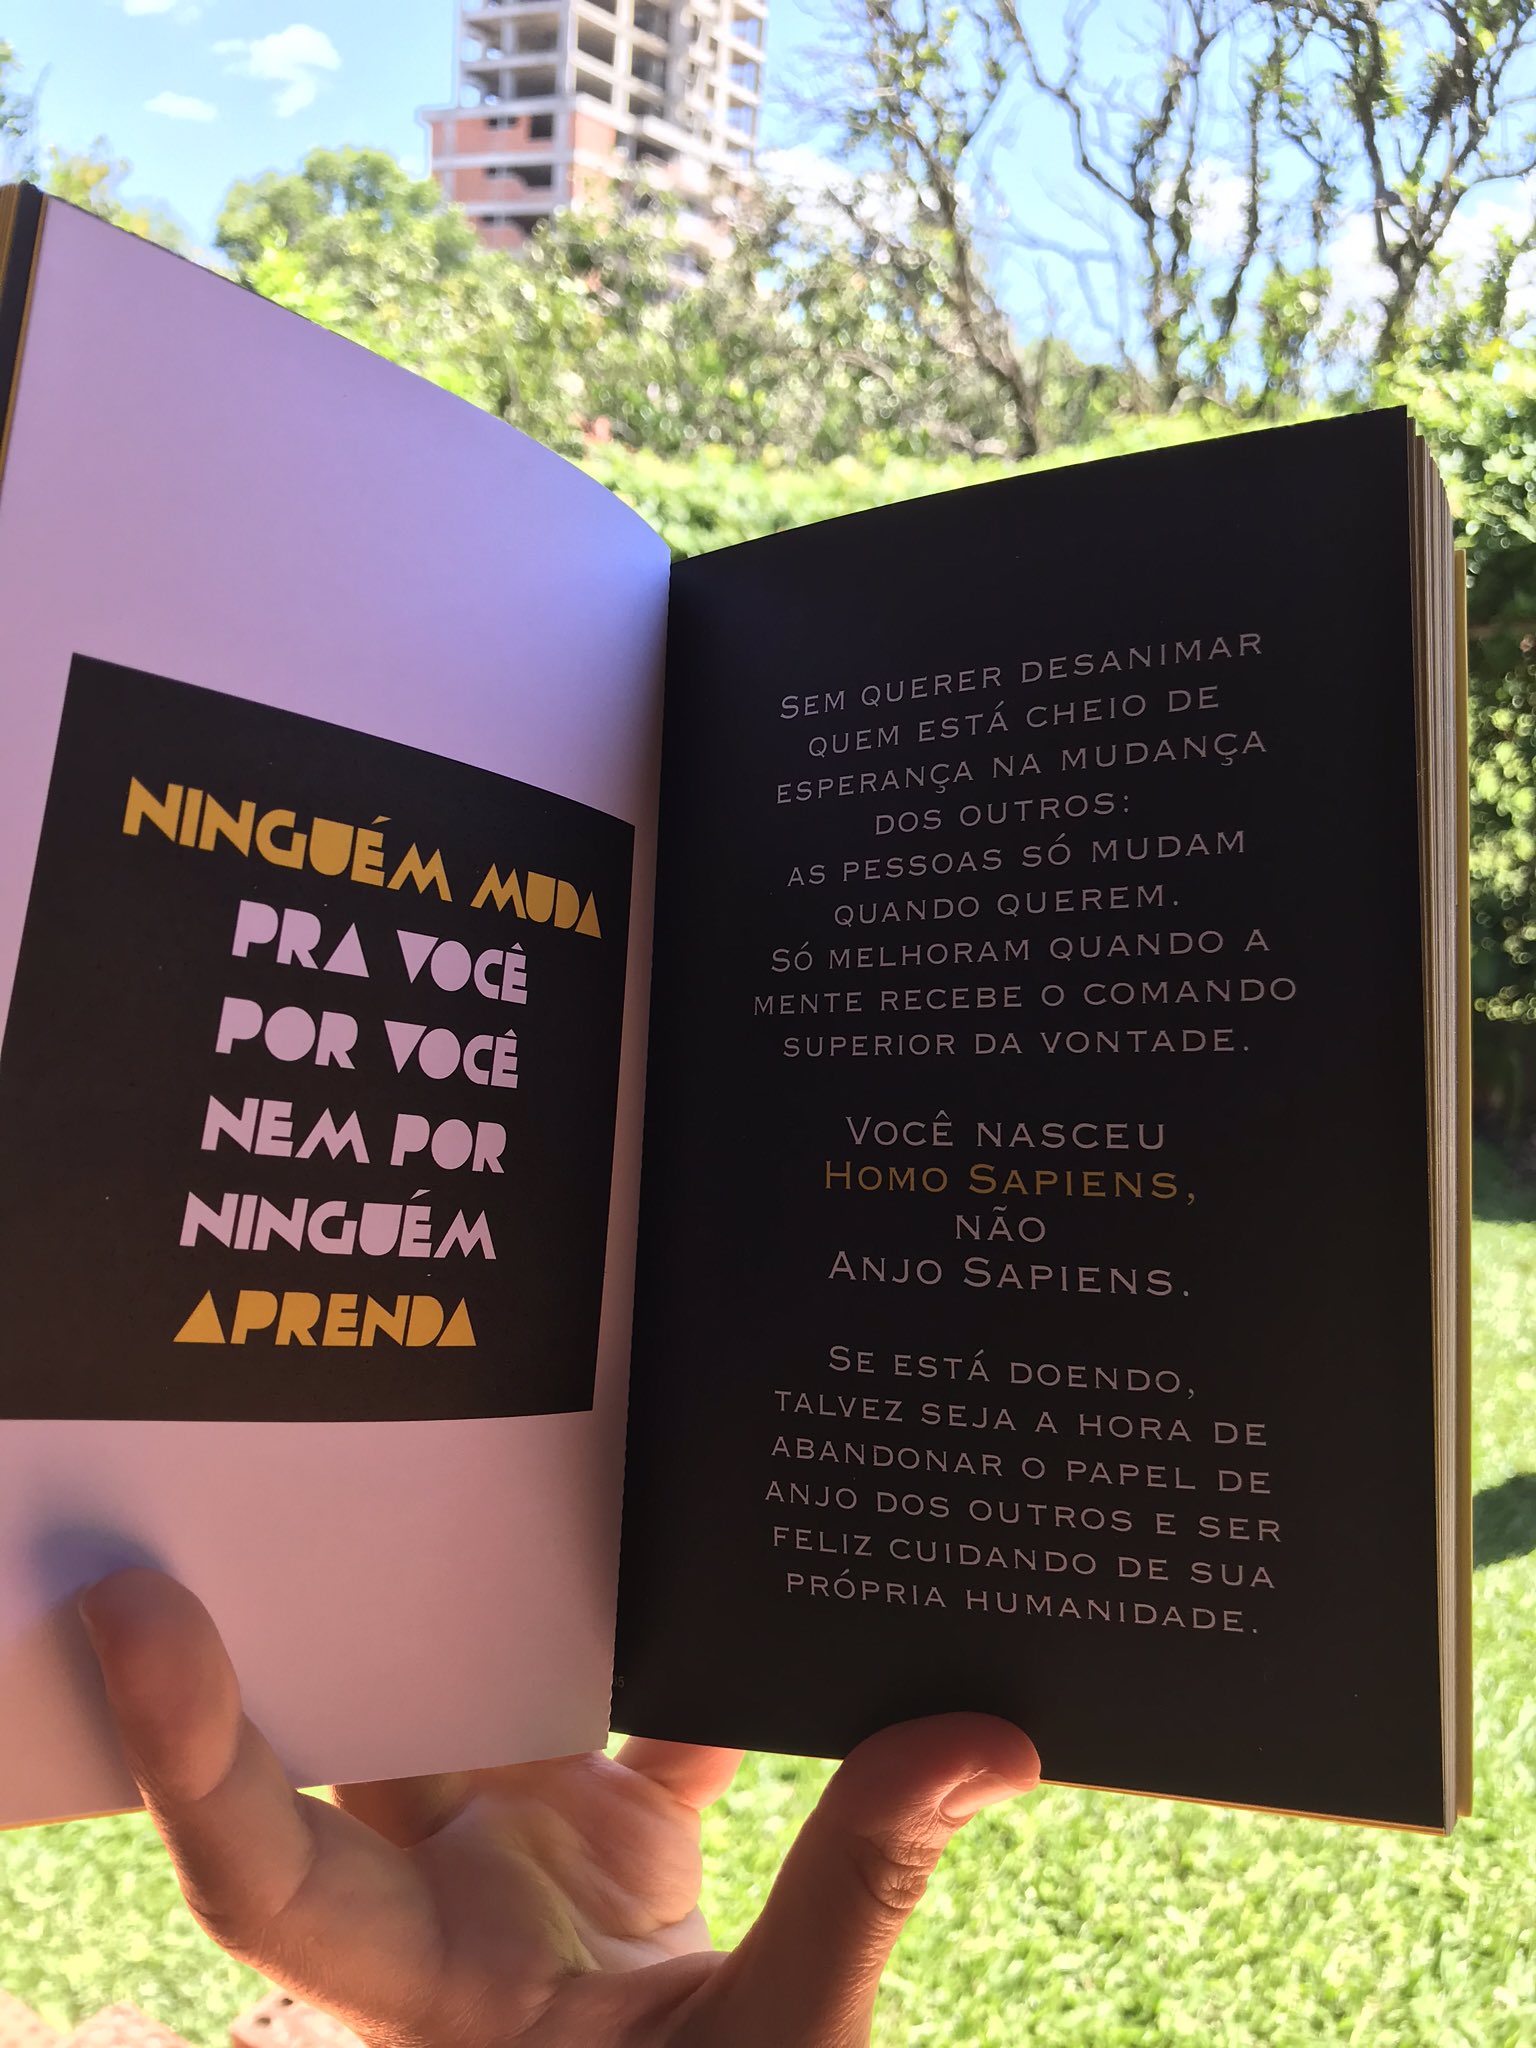 NINGUÉM MUDA
PRA VOCÊ
POR VOCÊ
NEM POR
NINGUÉM
APRENDA
SEM QUERER DESANIMAR
QUEM ESTÁ CHEIO DE
ESPERANÇA NA MUDANÇA
DOS OUTROS:
AS PESSOAS SÓ MUDAM
QUANDO QUEREM.
SÓ MELHORAM QUANDO A
MENTE RECEBE O COMANDO
SUPERIOR DA VONTADE.
VOCÊ NASCEU
HOMO SAPIENS,
NÃO
ANJO SAPIENS.
SE ESTÁ DOENDO,
TALVEZ SEJA A HORA DE
ABANDONAR O PAPEL DE
ANJO DOS OUTROS E SER
FELIZ CUIDANDO DE SUA
PRÓPRIA HUMANIDADE.